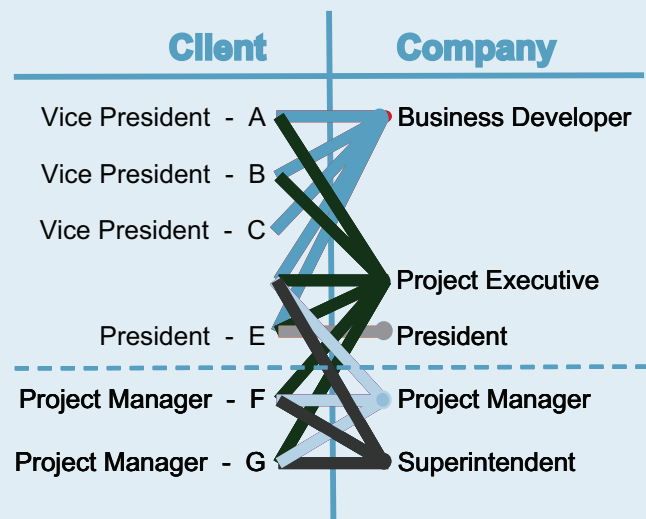 Client Company
Vice President - A Business Developer
Vice President - B
Vice President - C
Project Executive
President - E President
Project Manager - F Project Manager
Project Manager - G Superintendent